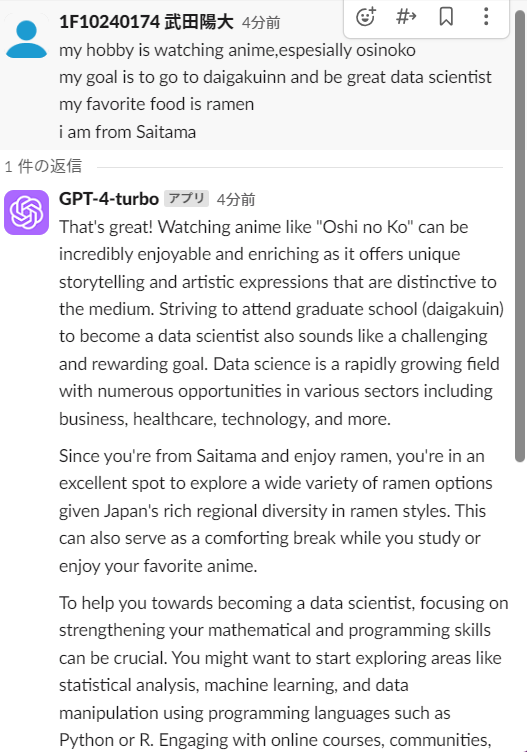 1F10240174 武田陽大 4分前
my hobby is watching anime,espesially osinoko
my goal is to go to daigakuinn and be great data scientist
my favorite food is ramen
i am from Saitama
1 件の返信
GPT-4-turbo アプリ 4分前
That's great! Watching anime like "Oshi no Ko" can be
incredibly enjoyable and enriching as it offers unique
storytelling and artistic expressions that are distinctive to
the medium. Striving to attend graduate school (daigakuin)
to become a data scientist also sounds like a challenging
and rewarding goal. Data science is a rapidly growing field
with numerous opportunities in various sectors including
business, healthcare, technology, and more.
Since you're from Saitama and enjoy ramen, you're in an
excellent spot to explore a wide variety of ramen options
given Japan's rich regional diversity in ramen styles. This
can also serve as a comforting break while you study or
enjoy your favorite anime.
To help you towards becoming a data scientist, focusing on
strengthening your mathematical and programming skills
can be crucial. You might want to start exploring areas like
statistical analysis, machine learning, and data
manipulation using programming languages such as
Python or R. Engaging with online courses, communities,